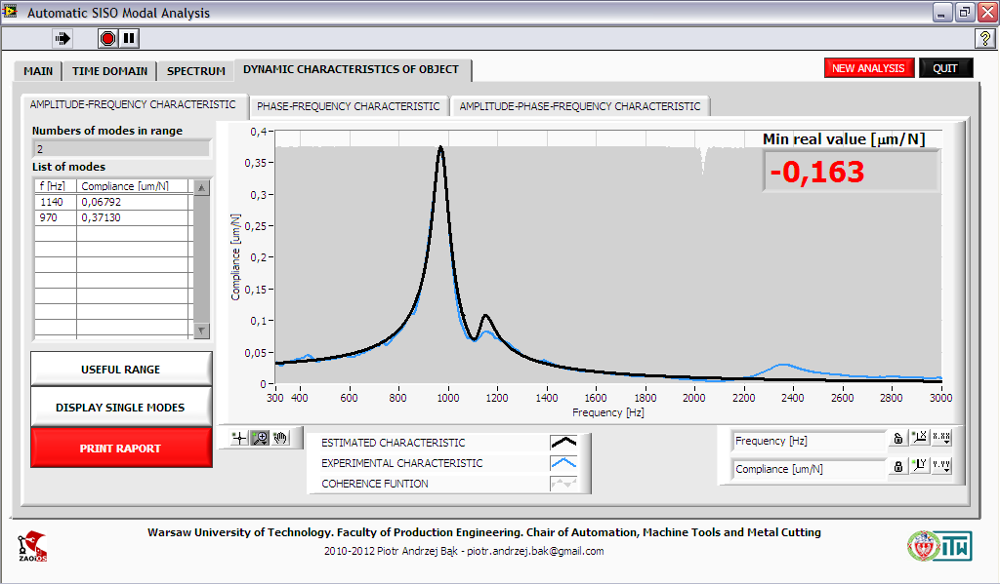 Automatic SISO Modal Analysis
MAIN
TIME DOMAIN
SPECTRUM
DYNAMIC CHARACTERISTICS OF OBJECT
NEW ANALYSIS
QUIT
AMPLITUDE-FREQUENCY CHARACTERISTIC
PHASE-FREQUENCY CHARACTERISTIC
AMPLITUDE-PHASE-FREQUENCY CHARACTERISTIC
Numbers of modes in range
2
List of modes
f [Hz] Compliance [um/N]
1140 0,06792
970 0,37130
USEFUL RANGE
DISPLAY SINGLE MODES
PRINT RAPORT
Min real value [µm/N]
-0,163
Compliance [um/N]
0,4
0,35
0,3
0,25
0,2
0,15
0,1
0,05
0
300 400 600 800 1000 1200 1400 1600 1800 2000 2200 2400 2600 2800 3000
Frequency [Hz]
ESTIMATED CHARACTERISTIC
EXPERIMENTAL CHARACTERISTIC
COHERENCE FUNTION
Frequency [Hz]
X
X.XX
Compliance [um/N]
Y
Y.YY
Warsaw University of Technology. Faculty of Production Engineering. Chair of Automation, Machine Tools and Metal Cutting
2010-2012 Piotr Andrzej Bąk - piotr.andrzej.bak@gmail.com
ZAOIOS
ITW